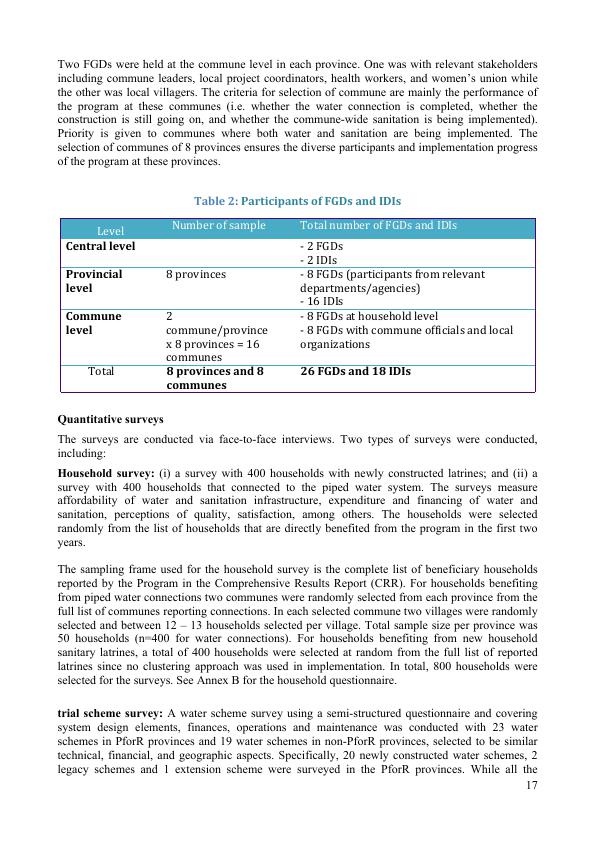 Two FGDs were held at the commune level in each province. One was with relevant stakeholders
including commune leaders, local project coordinators, health workers, and women's union while
the other was local villagers. The criteria for selection of commune are mainly the performance of
the program at these communes (i.e. whether the water connection is completed, whether the
construction is still going on, and whether the commune-wide sanitation is being implemented).
Priority is given to communes where both water and sanitation are being implemented. The
selection of communes of 8 provinces ensures the diverse participants and implementation progress
of the program at these provinces.
Table 2: Participants of FGDs and IDIs
Level
Number of sample
Total number of FGDs and IDIs
Central level
- 2 FGDs
- 2 IDIs
Provincial
level
8 provinces
- 8 FGDs (participants from relevant
departments/agencies)
- 16 IDIs
Commune
level
2
commune/province
x 8 provinces = 16
communes
- 8 FGDs at household level
- 8 FGDs with commune officials and local
organizations
Total
8 provinces and 8
communes
26 FGDs and 18 IDIs
Quantitative surveys
The surveys are conducted via face-to-face interviews. Two types of surveys were conducted,
including:
Household survey: (i) a survey with 400 households with newly constructed latrines; and (ii) a
survey with 400 households that connected to the piped water system. The surveys measure
affordability of water and sanitation infrastructure, expenditure and financing of water and
sanitation, perceptions of quality, satisfaction, among others. The households were selected
randomly from the list of households that are directly benefited from the program in the first two
years.
The sampling frame used for the household survey is the complete list of beneficiary households
reported by the Program in the Comprehensive Results Report (CRR). For households benefiting
from piped water connections two communes were randomly selected from each province from the
full list of communes reporting connections. In each selected commune two villages were randomly
selected and between 12 – 13 households selected per village. Total sample size per province was
50 households (n=400 for water connections). For households benefiting from new household
sanitary latrines, a total of 400 households were selected at random from the full list of reported
latrines since no clustering approach was used in implementation. In total, 800 households were
selected for the surveys. See Annex B for the household questionnaire.
trial scheme survey: A water scheme survey using a semi-structured questionnaire and covering
system design elements, finances, operations and maintenance was conducted with 23 water
schemes in PforR provinces and 19 water schemes in non-PforR provinces, selected to be similar
technical, financial, and geographic aspects. Specifically, 20 newly constructed water schemes, 2
legacy schemes and 1 extension scheme were surveyed in the PforR provinces. While all the
17